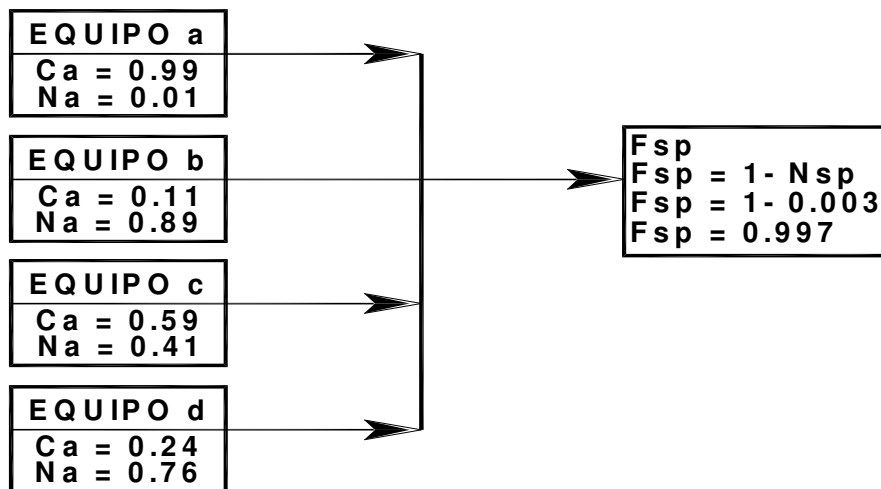 EQUIPO a
Ca = 0.99
Na = 0.01
EQUIPO b
Ca = 0.11
Na = 0.89
EQUIPO c
Ca = 0.59
Na = 0.41
EQUIPO d
Ca = 0.24
Na = 0.76
Fsp
Fsp = 1- Nsp
Fsp = 1- 0.003
Fsp = 0.997